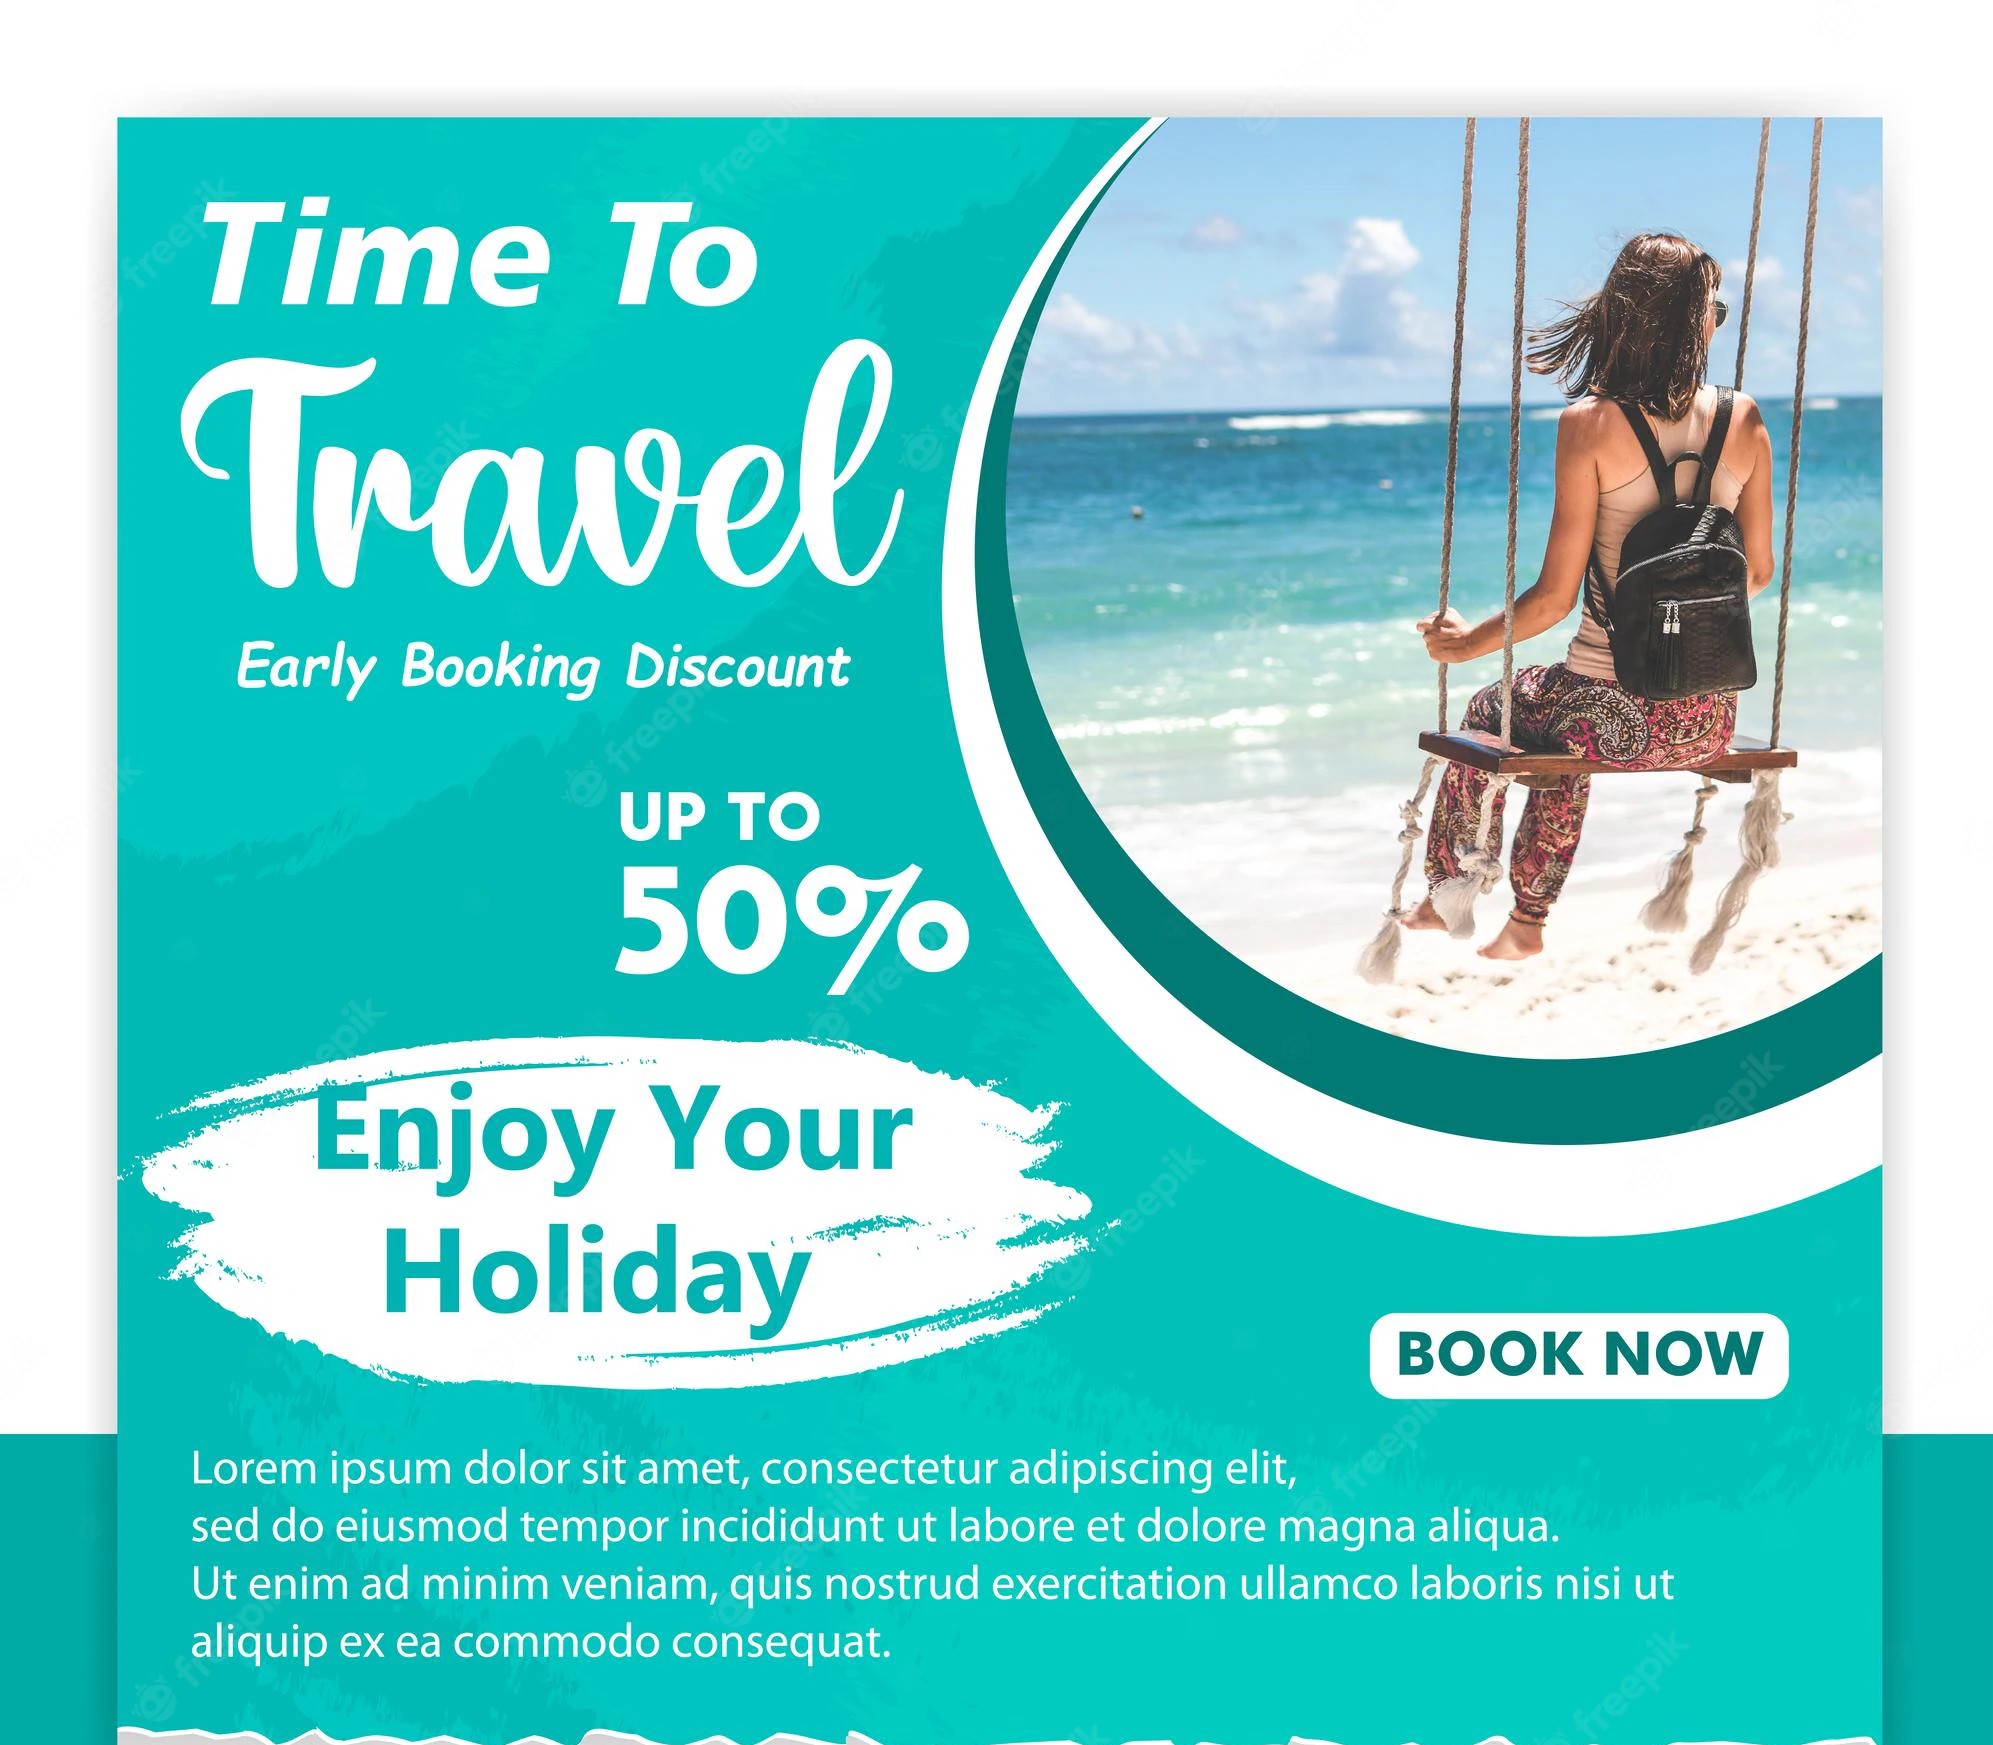 Time To
Travel
Early Booking Discount
UP TO
50%
Enjoy Your
Holiday
BOOK NOW
Lorem ipsum dolor sit amet, consectetur adipiscing elit,
sed do eiusmod tempor incididunt ut labore et dolore magna aliqua.
Ut enim ad minim veniam, quis nostrud exercitation ullamco laboris nisi ut
aliquip ex ea commodo consequat.
freepik